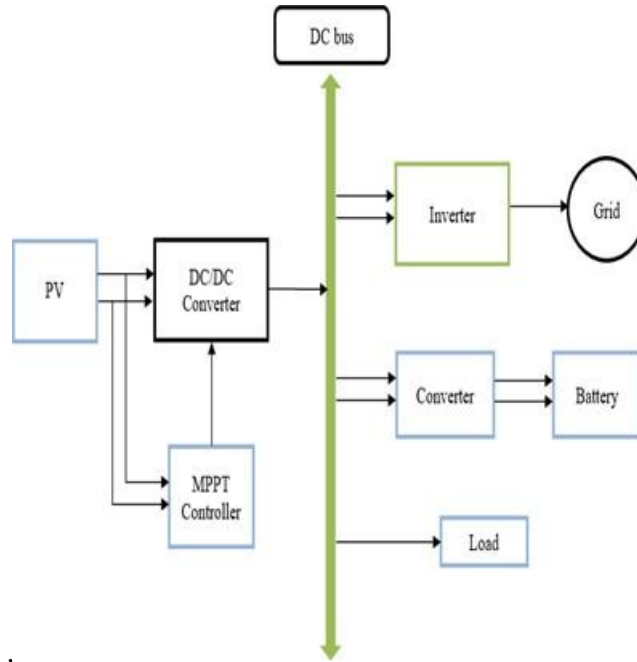 DC bus
Inverter
Grid
PV
DC/DC
Converter
Converter
Battery
MPPT
Controller
Load